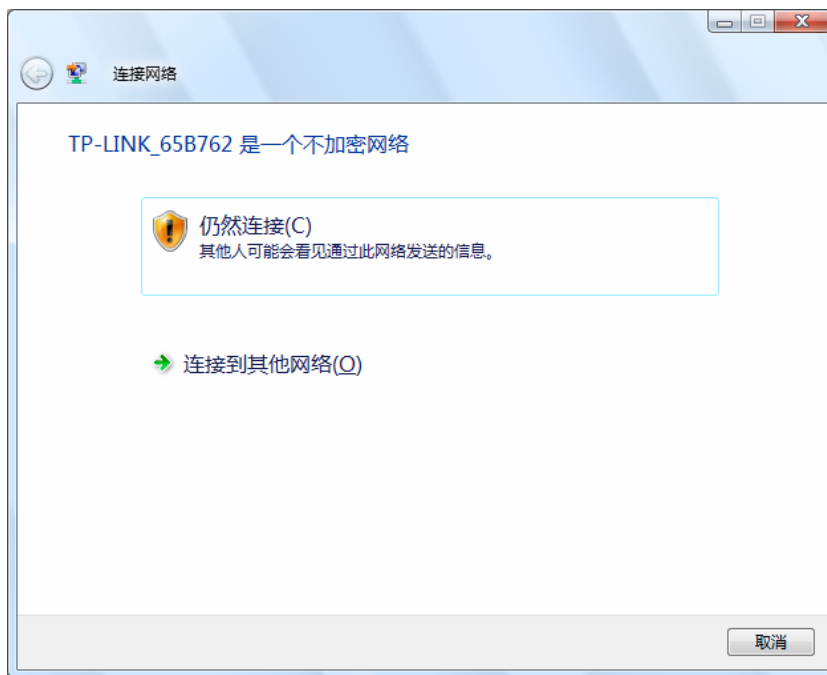 连接网络
TP-LINK_65B762 是一个不加密网络
仍然连接(C)
其他人可能会看见通过此网络发送的信息。
连接到其他网络(O)
取消